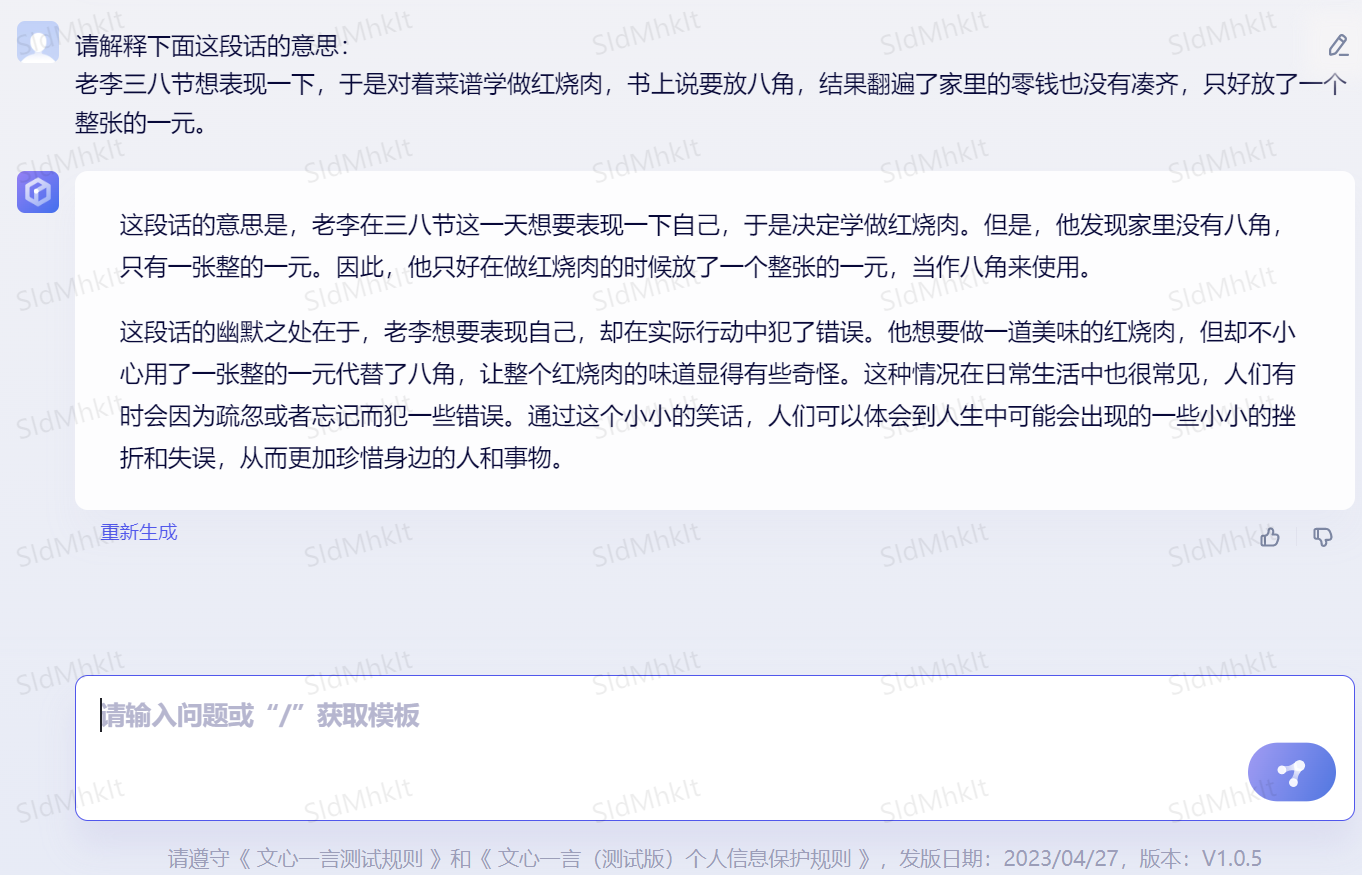 请解释下面这段话的意思：
老李三八节想表现一下，于是对着菜谱学做红烧肉，书上说要放八角，结果翻遍了家里的零钱也没有凑齐，只好放了一个
整张的一元。
这段话的意思是，老李在三八节这一天想要表现一下自己，于是决定学做红烧肉。但是，他发现家里没有八角，
只有一张整的一元。因此，他只好在做红烧肉的时候放了一个整张的一元，当作八角来使用。
这段话的幽默之处在于，老李想要表现自己，却在实际行动中犯了错误。他想要做一道美味的红烧肉，但却不小
心用了一张整的一元代替了八角，让整个红烧肉的味道显得有些奇怪。这种情况在日常生活中也很常见，人们有
时会因为疏忽或者忘记而犯一些错误。通过这个小小的笑话，人们可以体会到人生中可能会出现的一些小小的挫
折和失误，从而更加珍惜身边的人和事物。
重新生成
请输入问题或“/”获取模板
请遵守《 文心一言测试规则 》和《 文心一言（测试版）个人信息保护规则 》，发版日期：2023/04/27，版本：V1.0.5
SIdMhkIt